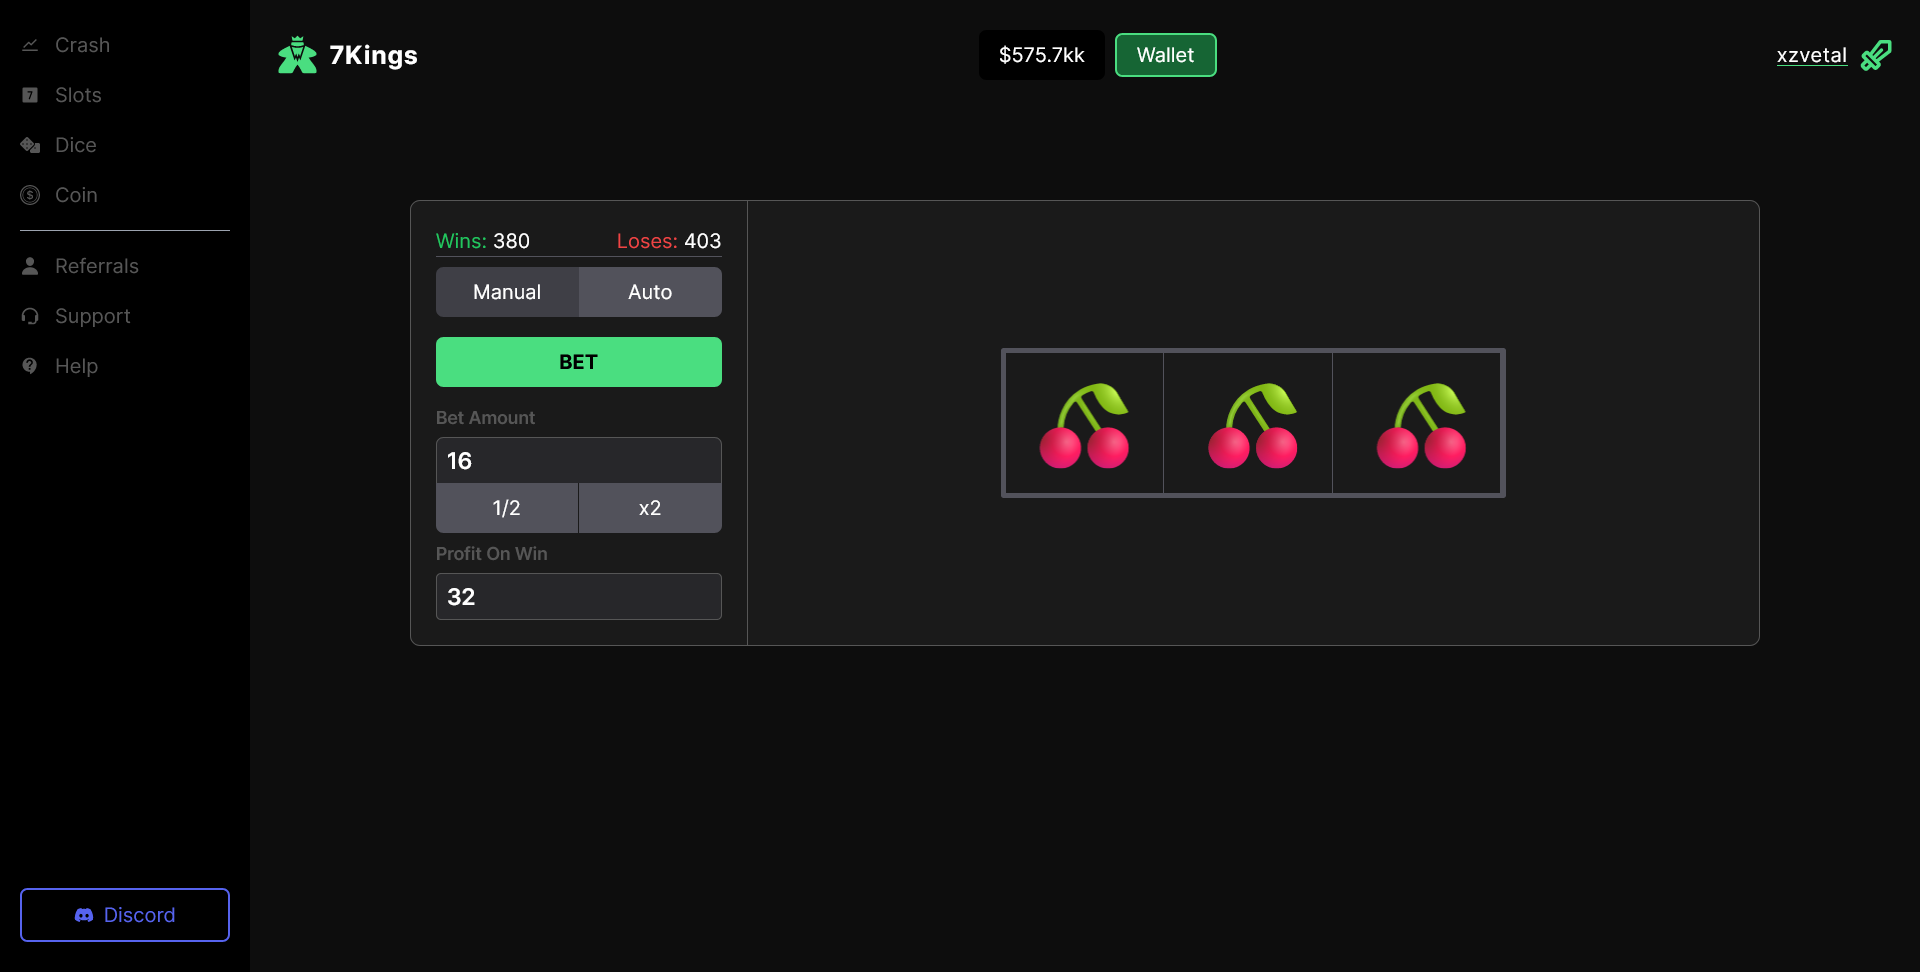 Crash
Slots
Dice
Coin
Referrals
Support
Help
Discord
7Kings
$575.7kk
Wallet
xzvetal
Wins: 380 Loses: 403
Manual Auto
BET
Bet Amount
16
1/2 x2
Profit On Win
32